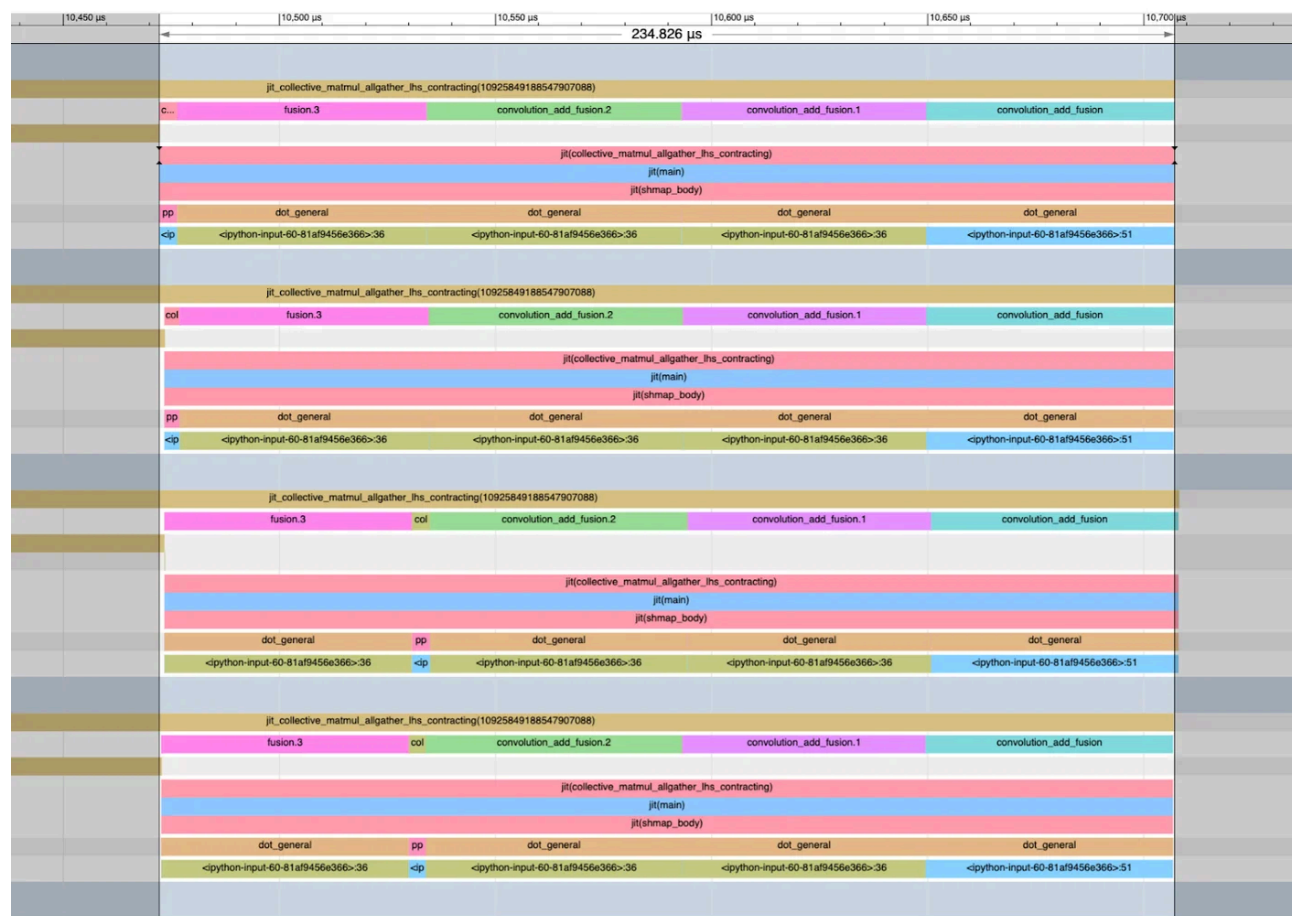 10,450 µs 10,500 µs 10,550 µs 10,600 µs 10,650 µs 10,700 µs
234.826 µs
jit_collective_matmul_allgather_lhs_contracting(10925849188547907088)
c... fusion.3 convolution_add_fusion.2 convolution_add_fusion.1 convolution_add_fusion
jit(collective_matmul_allgather_lhs_contracting)
jit(main)
jit(shmap_body)
pp dot_general dot_general dot_general dot_general
<ip <ipython-input-60-81af9456e366>:36 <ipython-input-60-81af9456e366>:36 <ipython-input-60-81af9456e366>:36 <ipython-input-60-81af9456e366>:51
jit_collective_matmul_allgather_lhs_contracting(10925849188547907088)
col fusion.3 convolution_add_fusion.2 convolution_add_fusion.1 convolution_add_fusion
jit(collective_matmul_allgather_lhs_contracting)
jit(main)
jit(shmap_body)
pp dot_general dot_general dot_general dot_general
<ip <ipython-input-60-81af9456e366>:36 <ipython-input-60-81af9456e366>:36 <ipython-input-60-81af9456e366>:36 <ipython-input-60-81af9456e366>:51
jit_collective_matmul_allgather_lhs_contracting(10925849188547907088)
fusion.3 col convolution_add_fusion.2 convolution_add_fusion.1 convolution_add_fusion
jit(collective_matmul_allgather_lhs_contracting)
jit(main)
jit(shmap_body)
dot_general pp dot_general dot_general dot_general
<ipython-input-60-81af9456e366>:36 <ip <ipython-input-60-81af9456e366>:36 <ipython-input-60-81af9456e366>:36 <ipython-input-60-81af9456e366>:51
jit_collective_matmul_allgather_lhs_contracting(10925849188547907088)
fusion.3 col convolution_add_fusion.2 convolution_add_fusion.1 convolution_add_fusion
jit(collective_matmul_allgather_lhs_contracting)
jit(main)
jit(shmap_body)
dot_general pp dot_general dot_general dot_general
<ipython-input-60-81af9456e366>:36 <ip <ipython-input-60-81af9456e366>:36 <ipython-input-60-81af9456e366>:36 <ipython-input-60-81af9456e366>:51